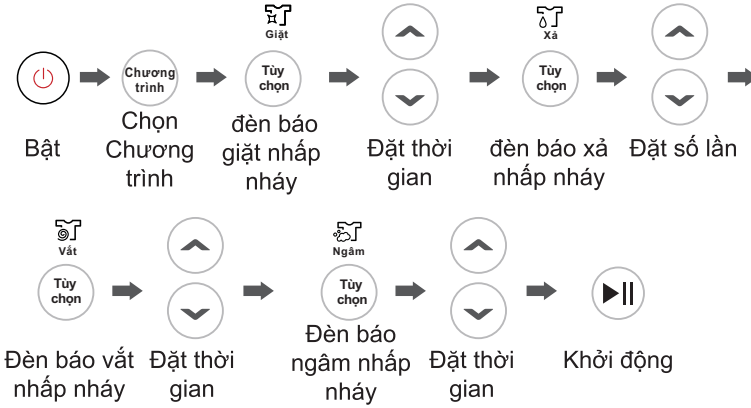 Giặt
Xả
Chương
trình
Tùy
chọn
Tùy
chọn
Bật
Chọn
Chương
trình
đèn báo
giặt nhấp
nháy
Đặt thời
gian
đèn báo xả
nhấp nháy
Đặt số lần
Vắt
Ngâm
Tùy
chọn
Tùy
chọn
Đèn báo vắt
nhấp nháy
Đặt thời
gian
Đèn báo
ngâm nhấp
nháy
Đặt thời
gian
Khởi động